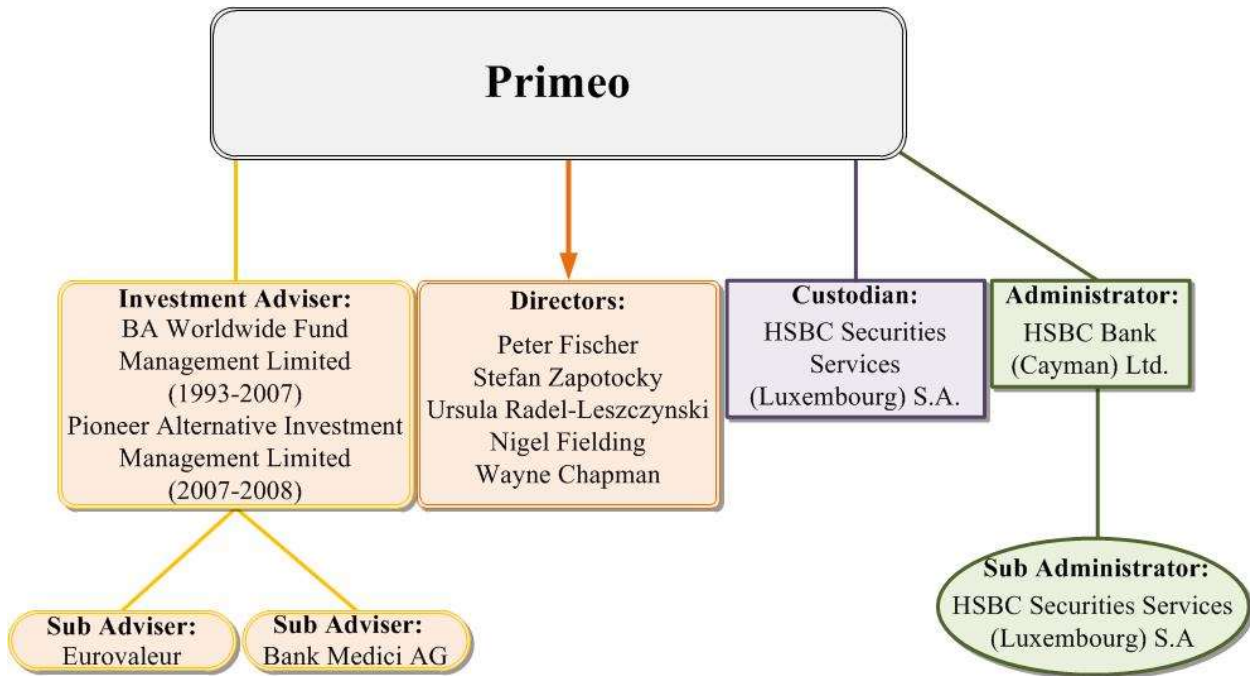 Primeo
Investment Adviser:
BA Worldwide Fund
Management Limited
(1993-2007)
Pioneer Alternative Investment
Management Limited
(2007-2008)
Directors:
Peter Fischer
Stefan Zapotocky
Ursula Radel-Leszczynski
Nigel Fielding
Wayne Chapman
Custodian:
HSBC Securities
Services
(Luxembourg) S.A.
Administrator:
HSBC Bank
(Cayman) Ltd.
Sub Adviser:
Eurovaleur
Sub Adviser:
Bank Medici AG
Sub Administrator:
HSBC Securities Services
(Luxembourg) S.A